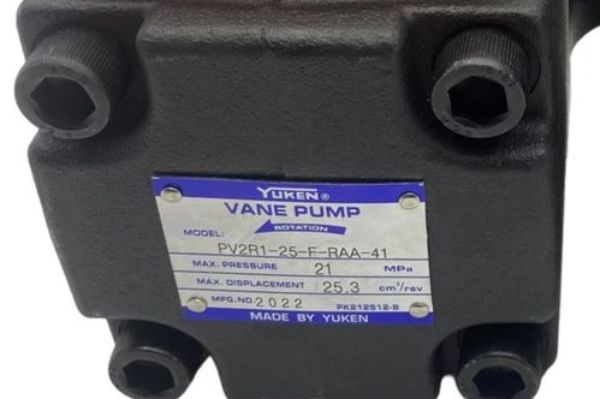 YUKEN®
VANE PUMP
ROTATION
MODEL: PV2R1-25-F-RAA-41
MAX. PRESSURE 21 MPa
MAX. DISPLACEMENT 25.3 cm³/rev
MFG.NO. 2022 PK212512-8
MADE BY YUKEN